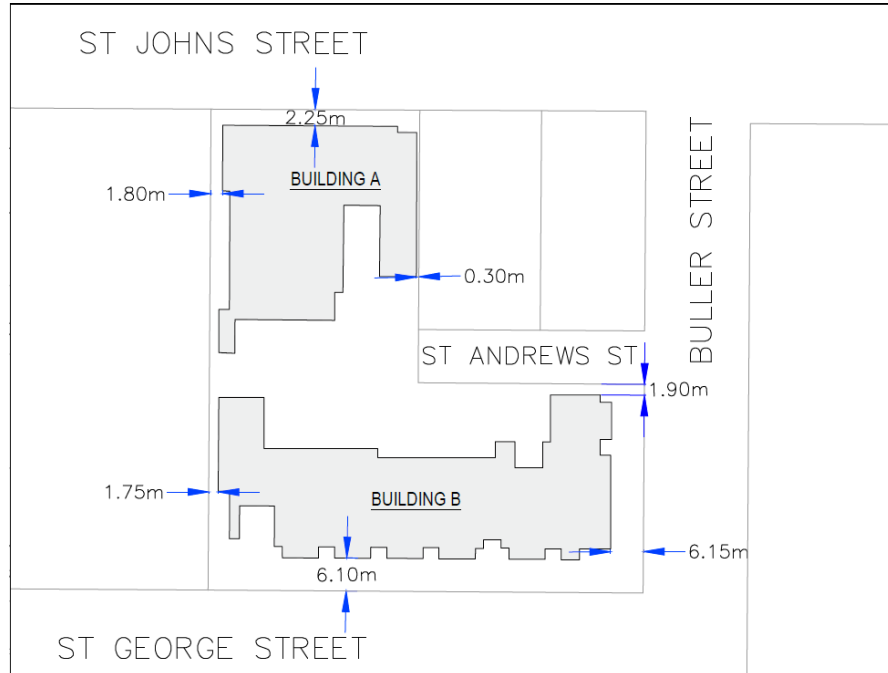 ST JOHNS STREET
2.25m
BUILDING A
1.80m
0.30m
BULLER STREET
ST ANDREWS ST
1.90m
1.75m
BUILDING B
6.15m
6.10m
ST GEORGE STREET